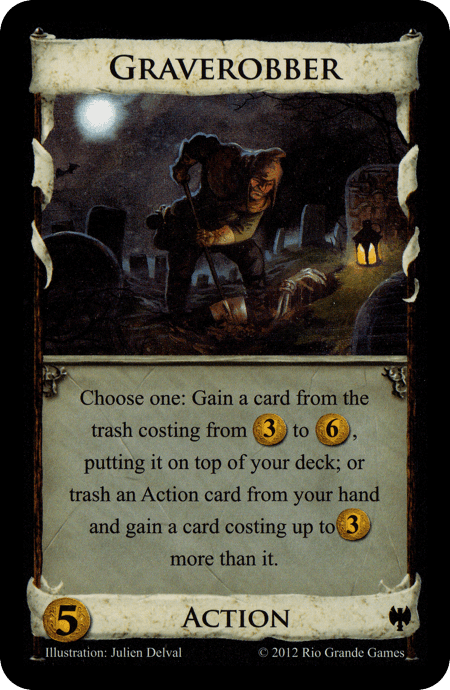 GRAVEROBBER
Choose one: Gain a card from the
trash costing from 3 to 6,
putting it on top of your deck; or
trash an Action card from your hand
and gain a card costing up to 3
more than it.
5 ACTION
Illustration: Julien Delval © 2012 Rio Grande Games